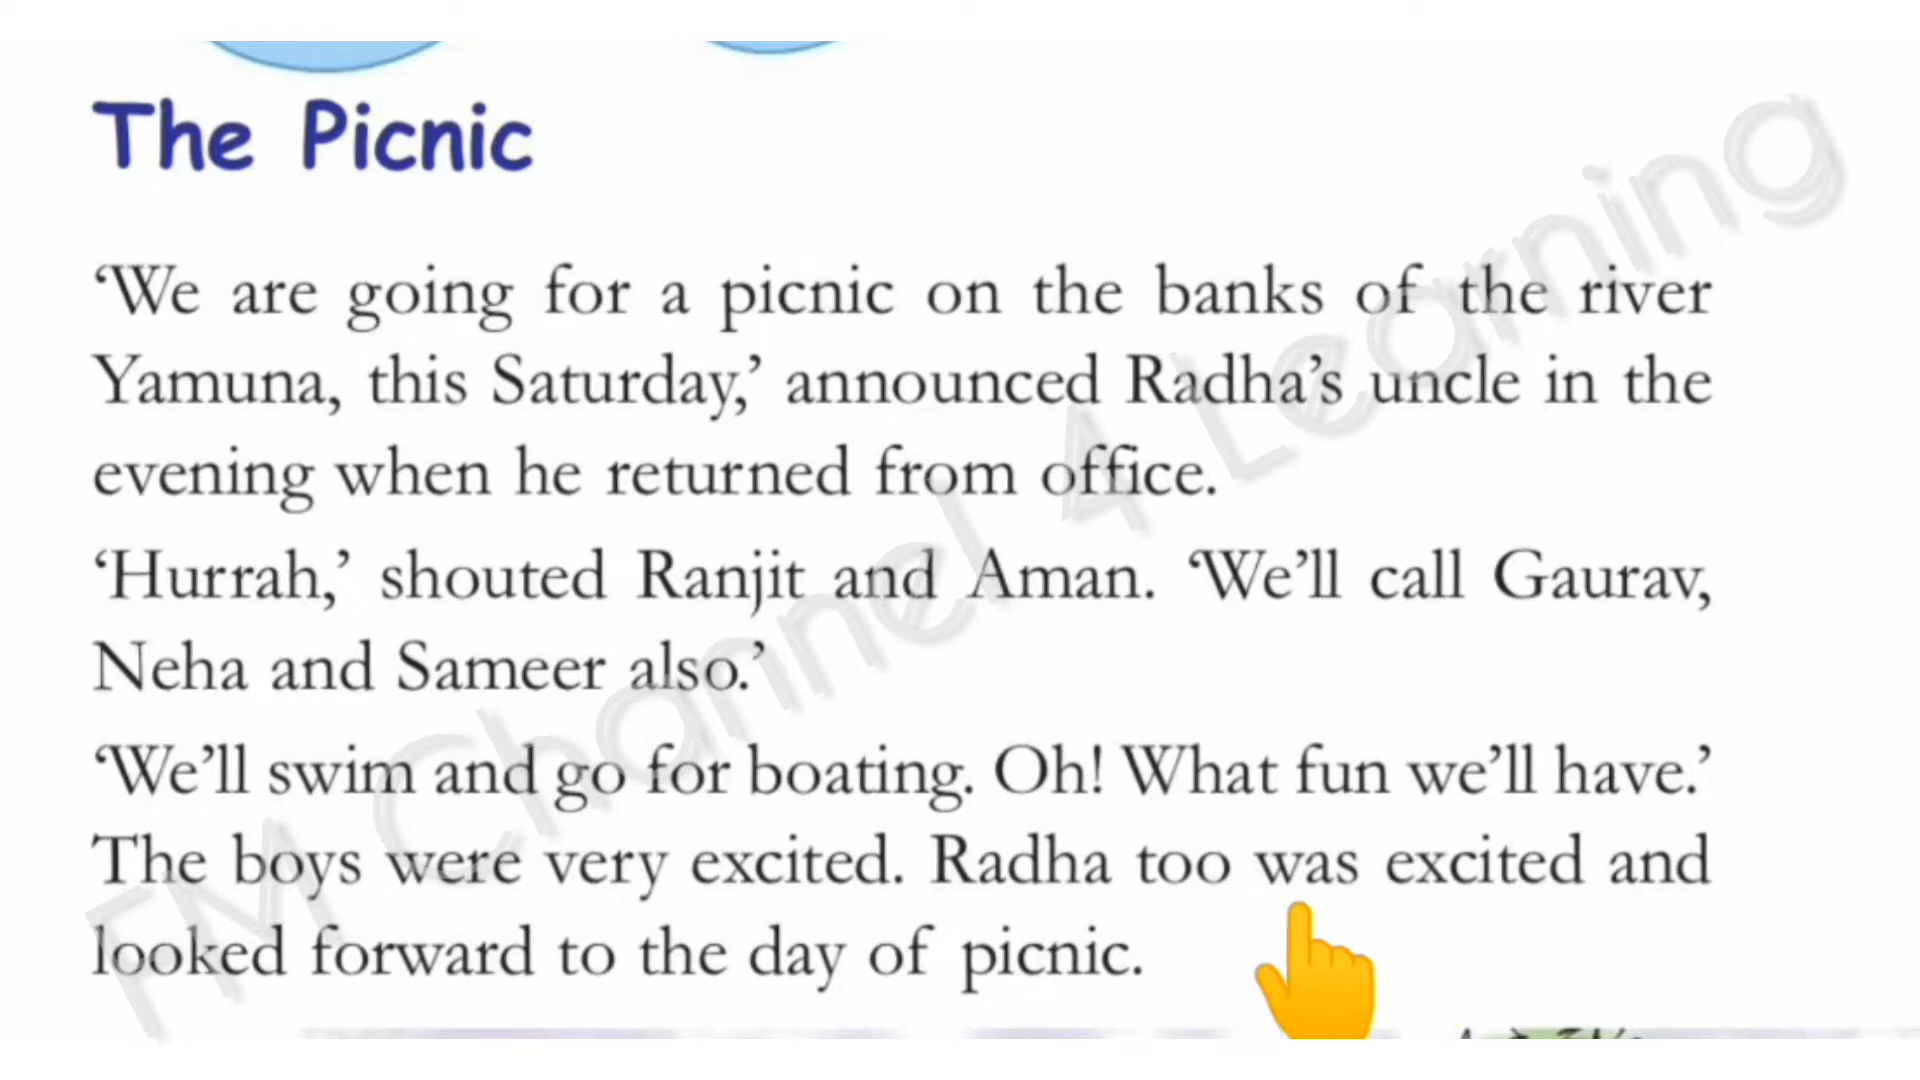 The Picnic
‘We are going for a picnic on the banks of the river
Yamuna, this Saturday,’ announced Radha’s uncle in the
evening when he returned from office.
‘Hurrah,’ shouted Ranjit and Aman. ‘We’ll call Gaurav,
Neha and Sameer also.’
‘We’ll swim and go for boating. Oh! What fun we’ll have.’
The boys were very excited. Radha too was excited and
looked forward to the day of picnic.
FM Channel 4 Learning